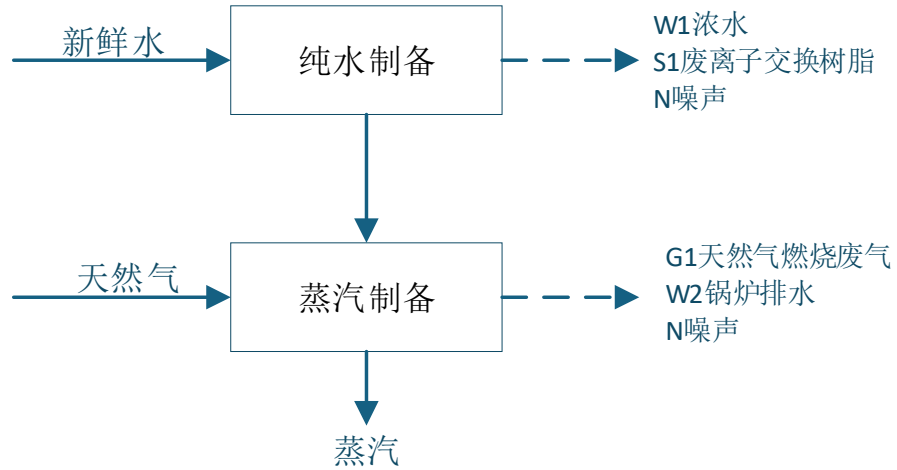 新鲜水
纯水制备
W1浓水
S1废离子交换树脂
N噪声
天然气
蒸汽制备
G1天然气燃烧废气
W2锅炉排水
N噪声
蒸汽